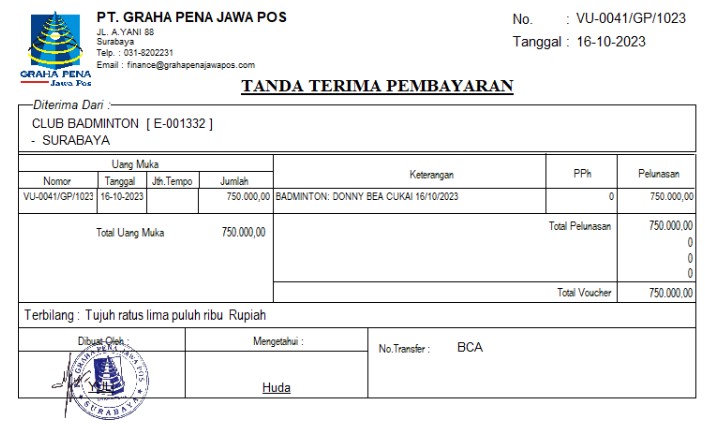 PT. GRAHA PENA JAWA POS
JL. A.YANI 88
Surabaya
Telp. : 031-8202231
Email : finance@grahapenajawapos.com
GRAHA PENA
Jawa Pos
No. : VU-0041/GP/1023
Tanggal : 16-10-2023
TANDA TERIMA PEMBAYARAN
Diterima Dari :
CLUB BADMINTON [ E-001332 ]
- SURABAYA
Uang Muka Keterangan PPh Pelunasan
Nomor Tanggal Jth.Tempo Jumlah
VU-0041/GP/1023 16-10-2023 750.000,00 BADMINTON: DONNY BEA CUKAI 16/10/2023 0 750.000,00
Total Uang Muka 750.000,00 Total Pelunasan 750.000,00
0
0
0
Total Voucher 750.000,00
Terbilang : Tujuh ratus lima puluh ribu Rupiah
Dibuat Oleh : Mengetahui : No.Transfer : BCA
GRAHA PENA JAWA POS
SURABAYA
Huda